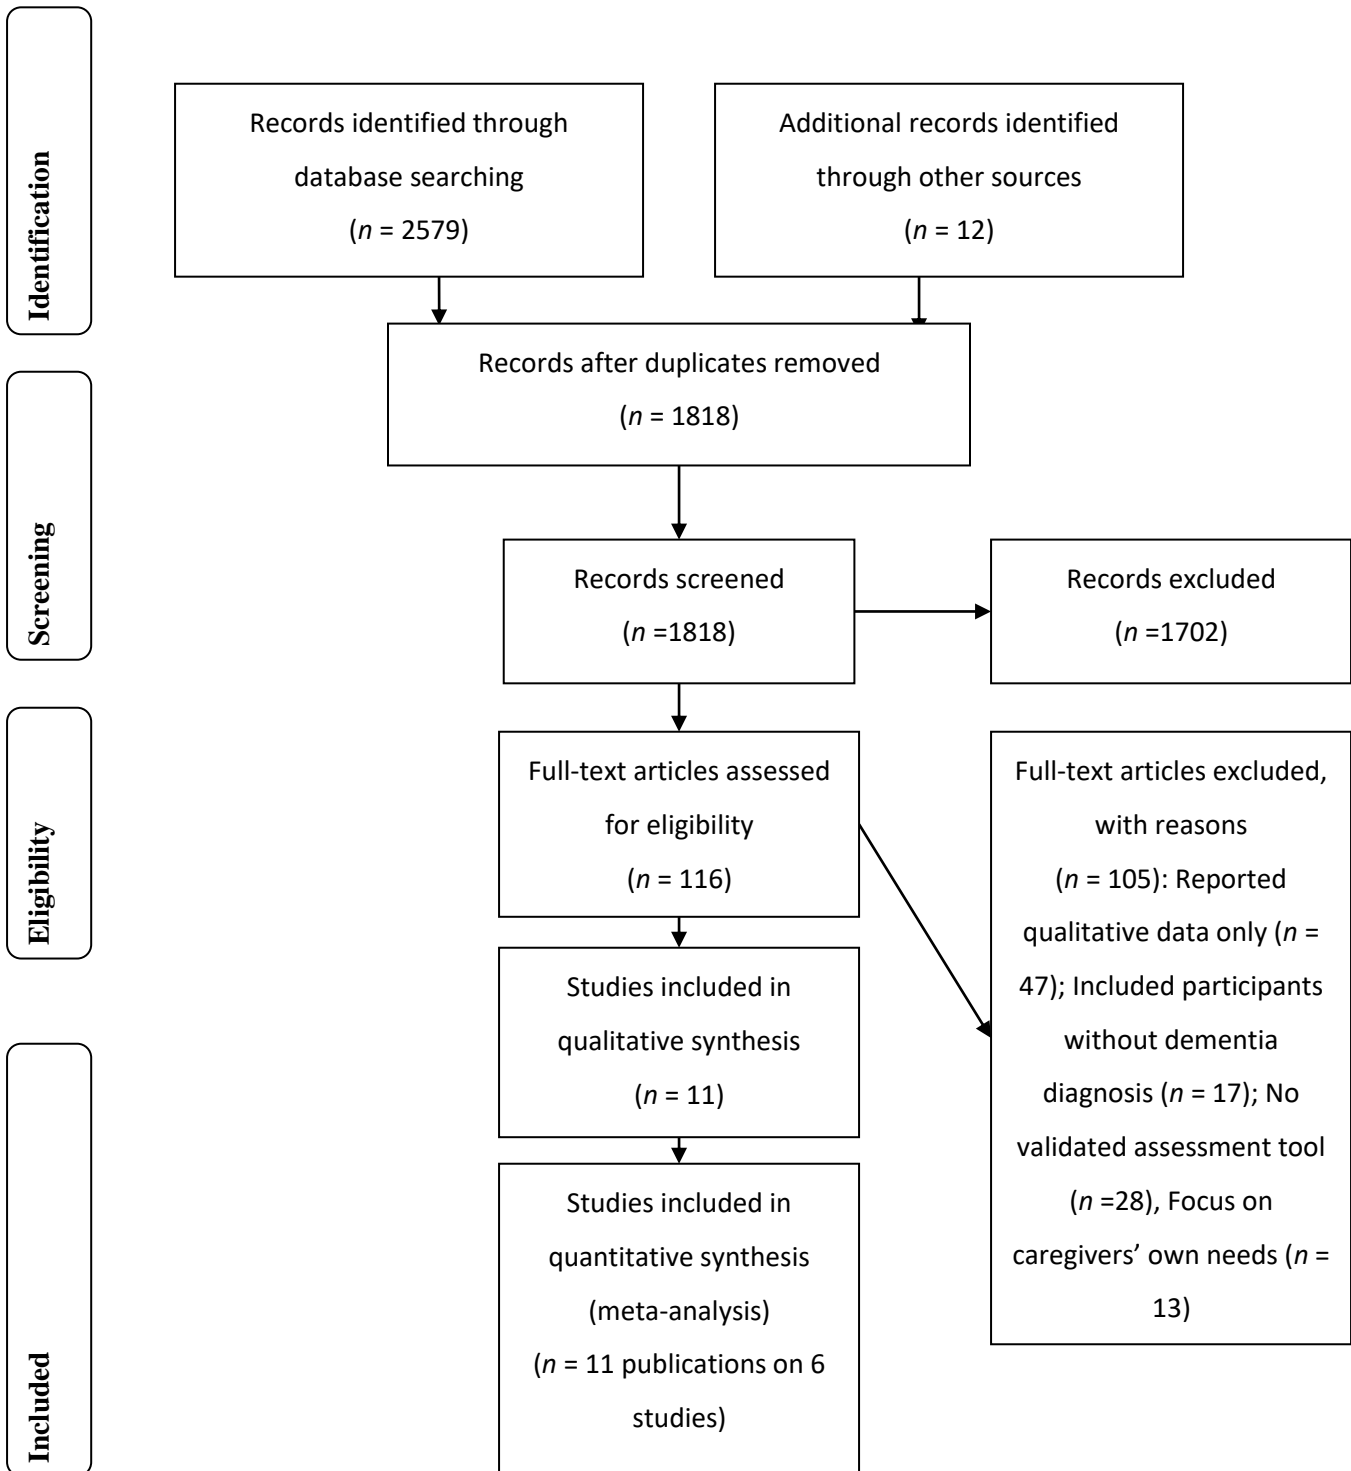 Identification
Records identified through
database searching
(n = 2579)
Additional records identified
through other sources
(n = 12)
Records after duplicates removed
(n = 1818)
Screening
Records screened
(n =1818)
Records excluded
(n =1702)
Eligibility
Full-text articles assessed
for eligibility
(n = 116)
Full-text articles excluded,
with reasons
(n = 105): Reported
qualitative data only (n =
47); Included participants
without dementia
diagnosis (n = 17); No
validated assessment tool
(n =28), Focus on
caregivers’ own needs (n =
13)
Studies included in
qualitative synthesis
(n = 11)
Included
Studies included in
quantitative synthesis
(meta-analysis)
(n = 11 publications on 6
studies)